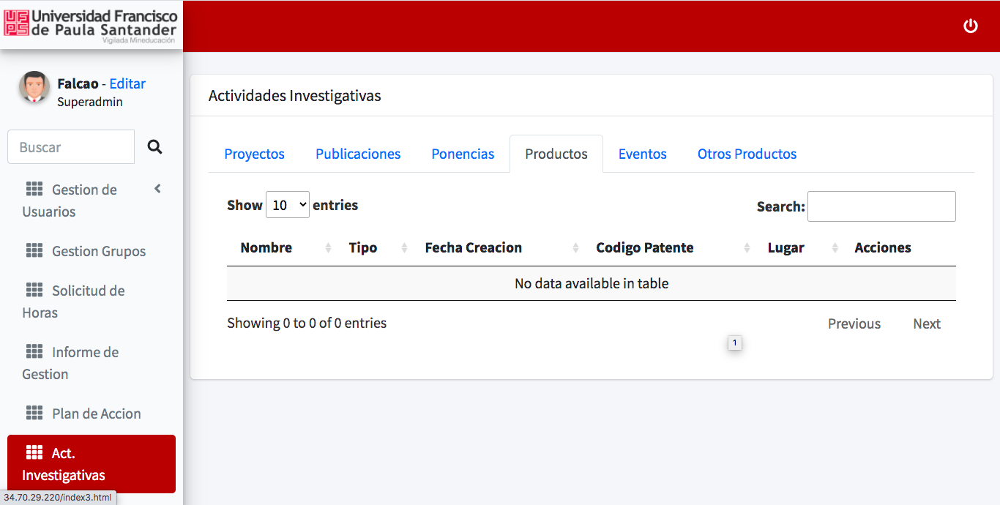 UFPS
Universidad Francisco
de Paula Santander
Vigilada Mineducación
Falcao - Editar
Superadmin
Buscar
Gestion de
Usuarios
Gestion Grupos
Solicitud de
Horas
Informe de
Gestion
Plan de Accion
Act.
Investigativas
34.70.29.220/index3.html
Actividades Investigativas
Proyectos Publicaciones Ponencias Productos Eventos Otros Productos
Show 10 entries Search:
Nombre Tipo Fecha Creacion Codigo Patente Lugar Acciones
No data available in table
Showing 0 to 0 of 0 entries Previous Next
1